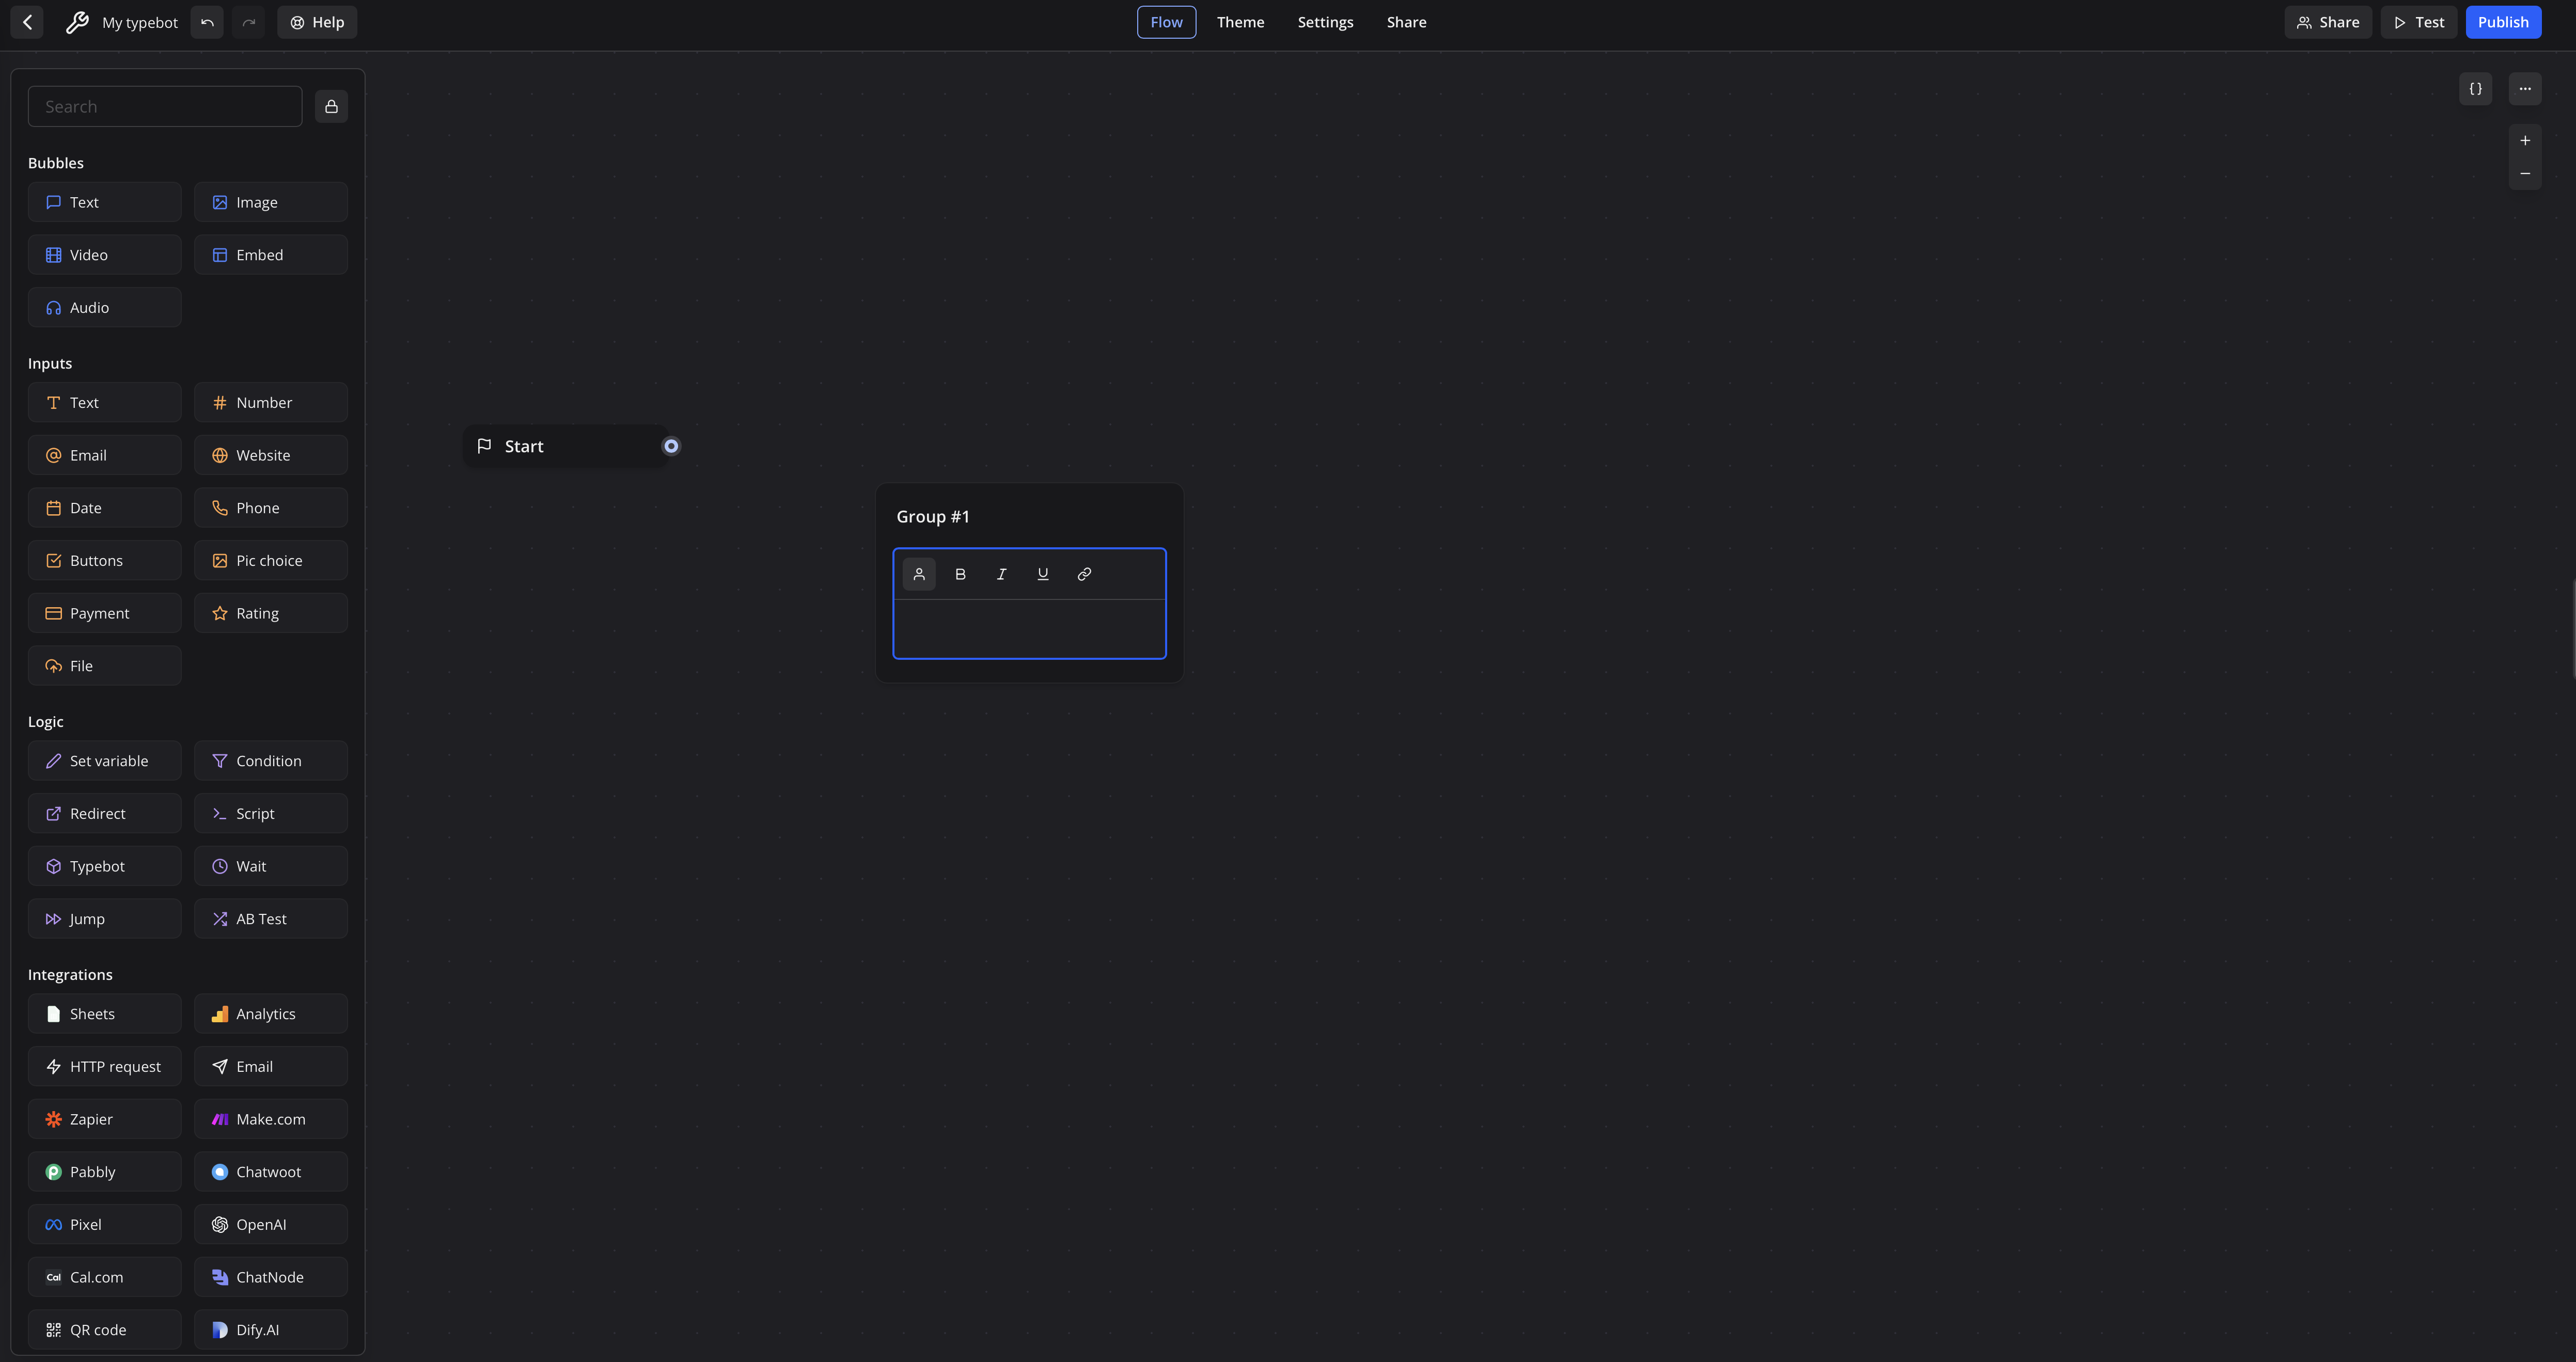 My typebot
Help
Flow
Theme
Settings
Share
Share
Test
Publish
Search
Bubbles
Text
Image
Video
Embed
Audio
Inputs
Text
Number
Email
Website
Date
Phone
Buttons
Pic choice
Payment
Rating
File
Logic
Set variable
Condition
Redirect
Script
Typebot
Wait
Jump
AB Test
Integrations
Sheets
Analytics
HTTP request
Email
Zapier
Make.com
Pabbly
Chatwoot
Pixel
OpenAI
Cal
Cal.com
ChatNode
QR code
Dify.AI
Start
Group #1
B
I
U